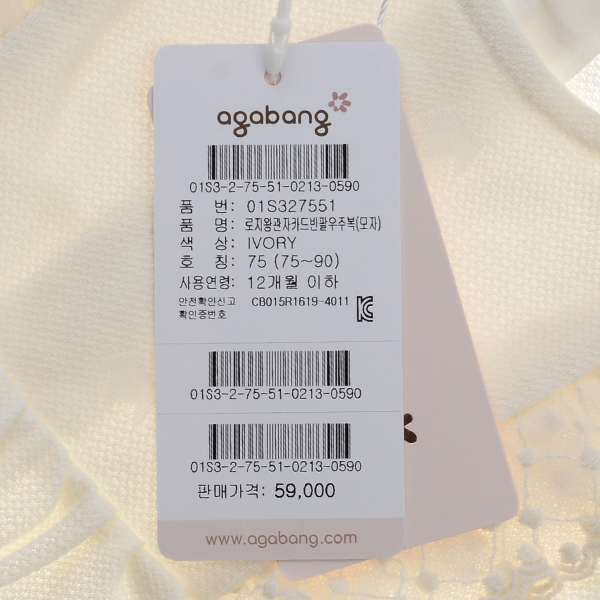 agabang
01S3-2-75-51-0213-0590
품 번: 01S327551
품 명: 로지왕관자카드반팔우주복(모자)
색 상: IVORY
호 칭: 75 (75~90)
사용연령: 12개월 이하
안전확인신고 CB015R1619-4011
확인증번호
01S3-2-75-51-0213-0590
01S3-2-75-51-0213-0590
판매가격: 59,000
www.agabang.com